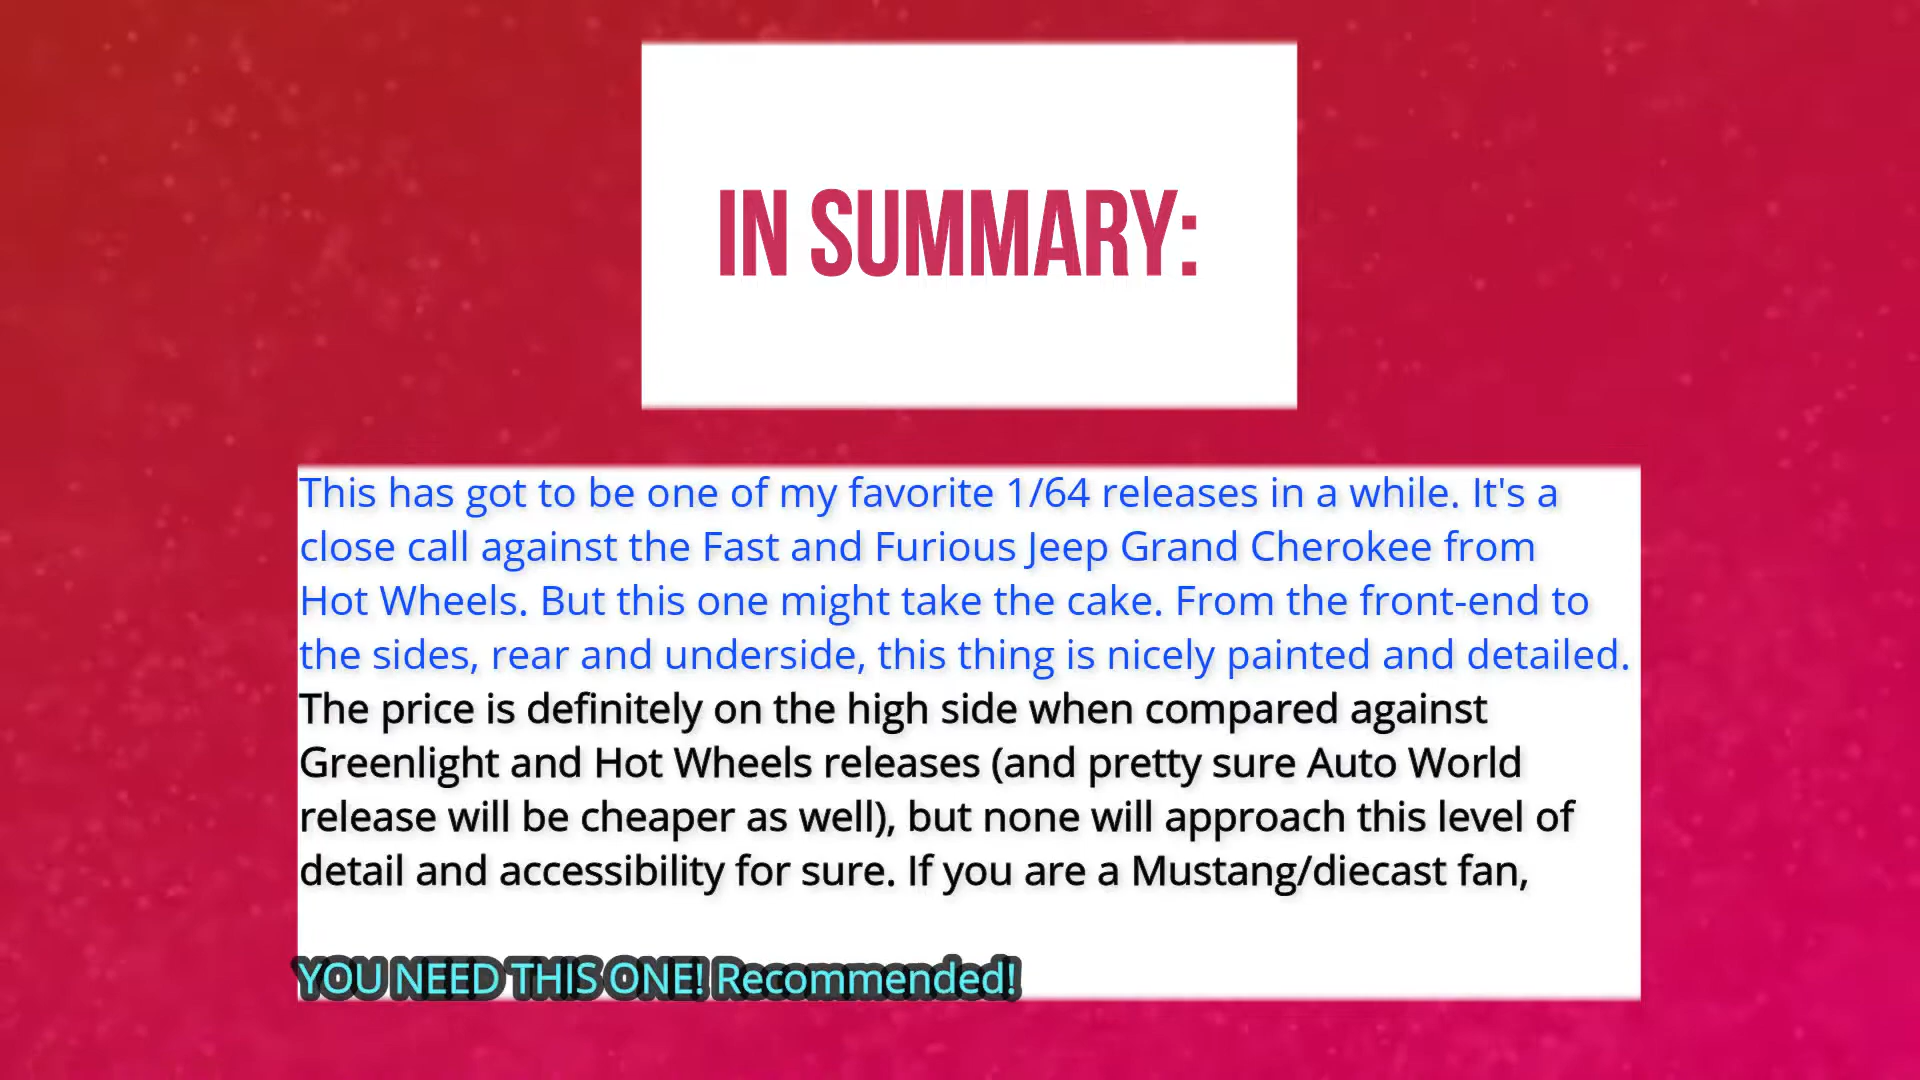 IN SUMMARY:
This has got to be one of my favorite 1/64 releases in a while. It's a
close call against the Fast and Furious Jeep Grand Cherokee from
Hot Wheels. But this one might take the cake. From the front-end to
the sides, rear and underside, this thing is nicely painted and detailed.
The price is definitely on the high side when compared against
Greenlight and Hot Wheels releases (and pretty sure Auto World
release will be cheaper as well), but none will approach this level of
detail and accessibility for sure. If you are a Mustang/diecast fan,
YOU NEED THIS ONE! Recommended!